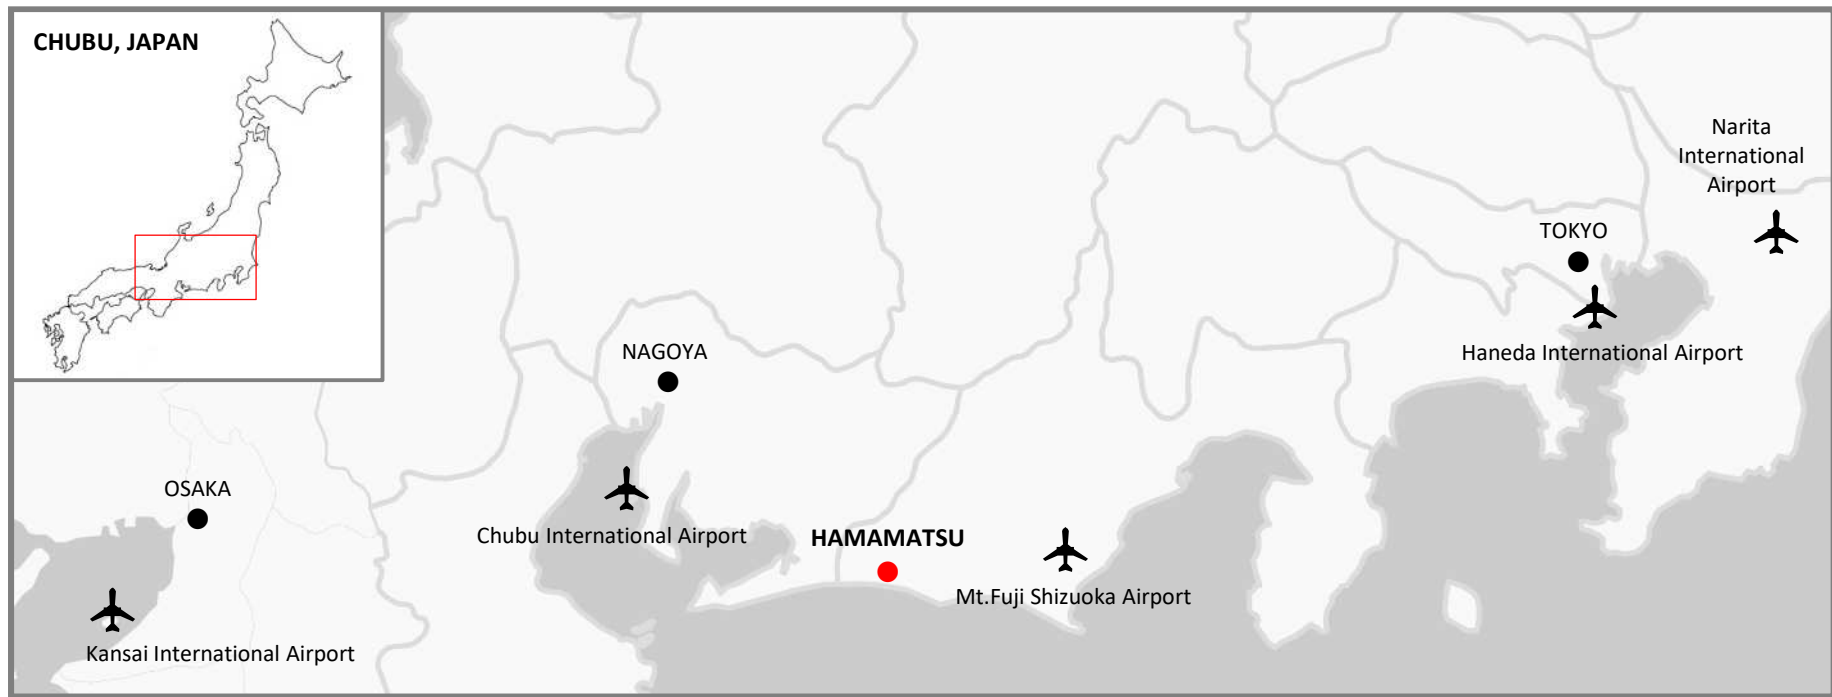 CHUBU, JAPAN
Narita
International
Airport
TOKYO
Haneda International Airport
NAGOYA
OSAKA
Chubu International Airport
HAMAMATSU
Mt.Fuji Shizuoka Airport
Kansai International Airport